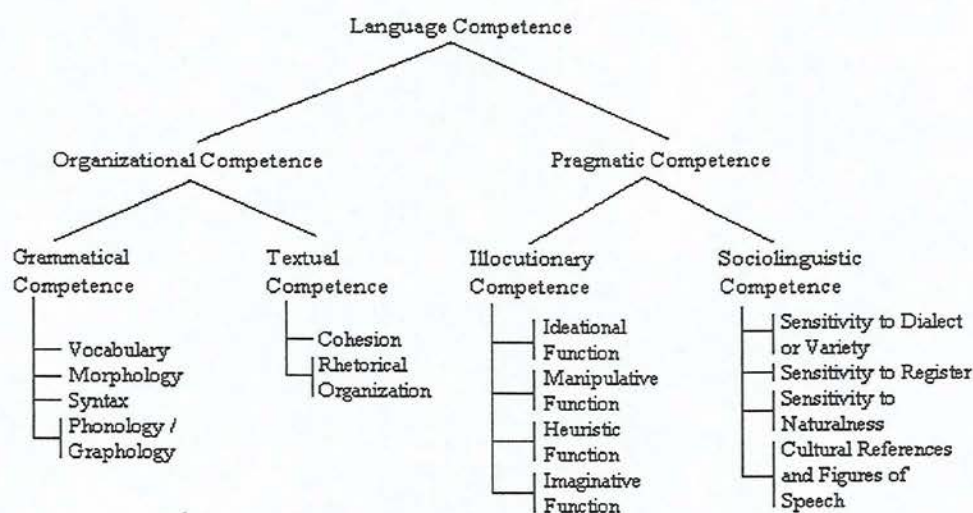 Language Competence
Organizational Competence
Pragmatic Competence
Grammatical
Competence
Vocabulary
Morphology
Syntax
Phonology /
Graphology
Textual
Competence
Cohesion
Rhetorical
Organization
Illocutionary
Competence
Ideational
Function
Manipulative
Function
Heuristic
Function
Imaginative
Function
Sociolinguistic
Competence
Sensitivity to Dialect
or Variety
Sensitivity to Register
Sensitivity to
Naturalness
Cultural References
and Figures of
Speech